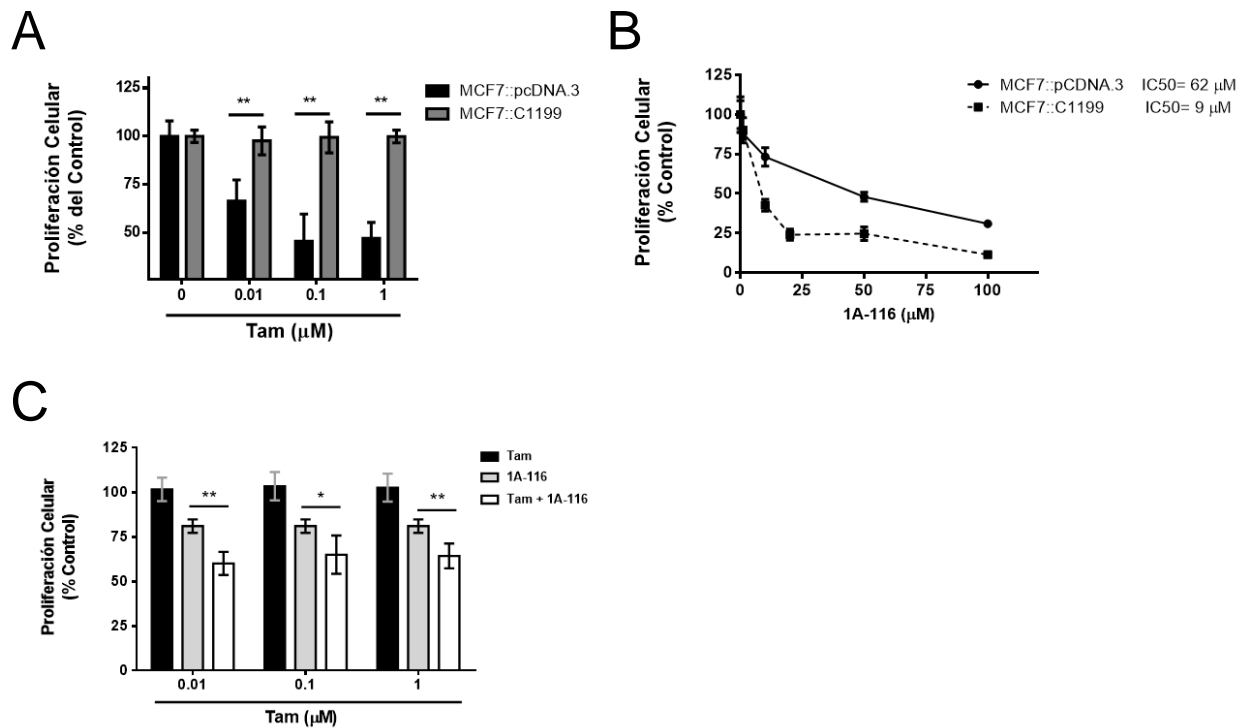 A
Proliferación Celular
(% del Control)
125
100
75
50
**
**
**
MCF7::pcDNA.3
MCF7::C1199
0
0.01
0.1
1
Tam (μM)
B
Proliferación Celular
(% Control)
125
100
75
50
25
0
0
25
50
75
100
1A-116 (μM)
MCF7::pCDNA.3 IC50= 62 μM
MCF7::C1199 IC50= 9 μM
C
Proliferación Celular
(% Control)
125
100
75
50
25
0
**
*
**
Tam
1A-116
Tam + 1A-116
0.01
0.1
1
Tam (μM)